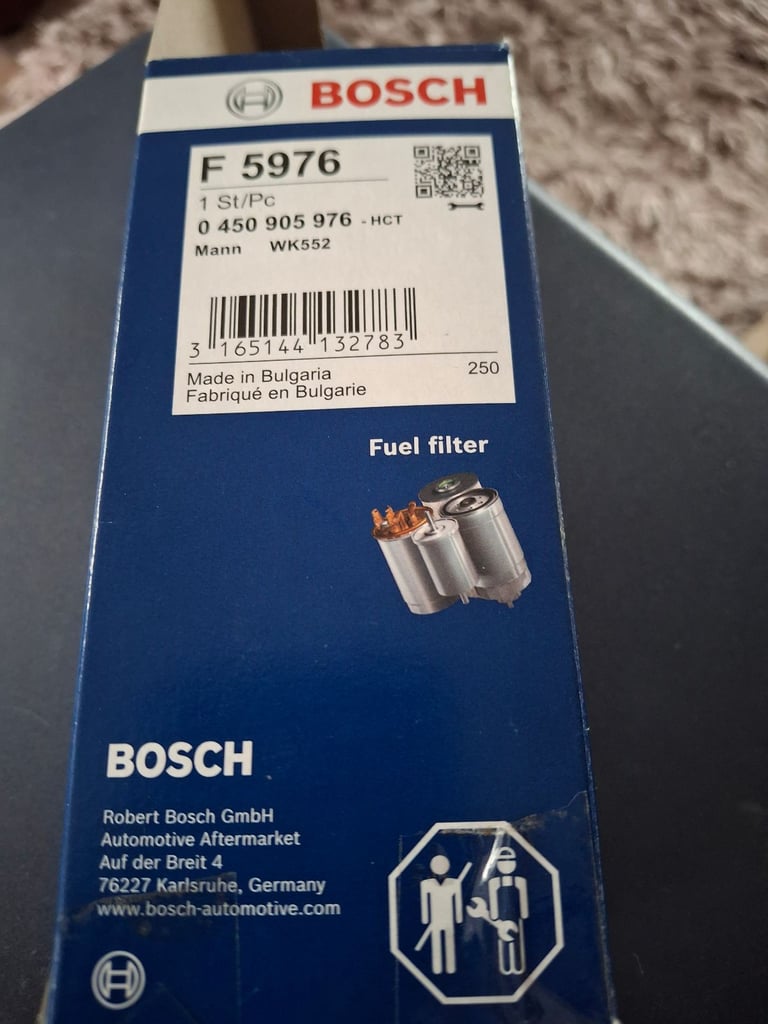 BOSCH
F 5976
1 St/Pc
0 450 905 976 - HCT
Mann WK552
3 165144 132783
Made in Bulgaria 250
Fabriqué en Bulgarie
Fuel filter
BOSCH
Robert Bosch GmbH
Automotive Aftermarket
Auf der Breit 4
76227 Karlsruhe, Germany
www.bosch-automotive.com